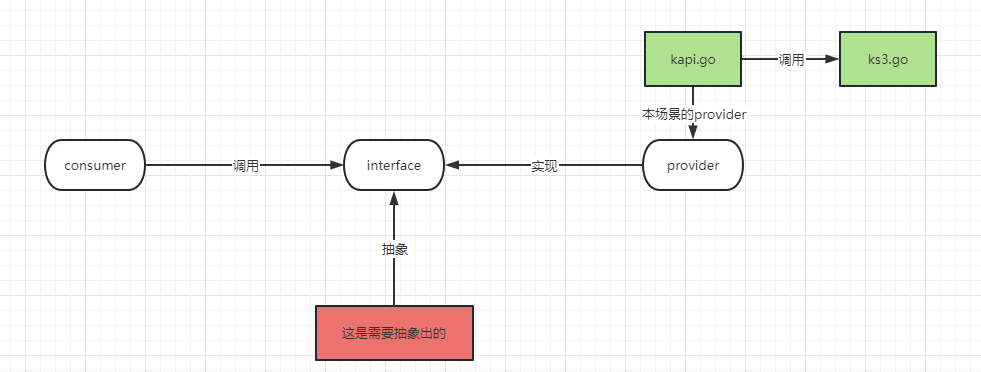 kapi.go
调用
ks3.go
本场景的provider
consumer
调用
interface
实现
provider
抽象
这是需要抽象出的